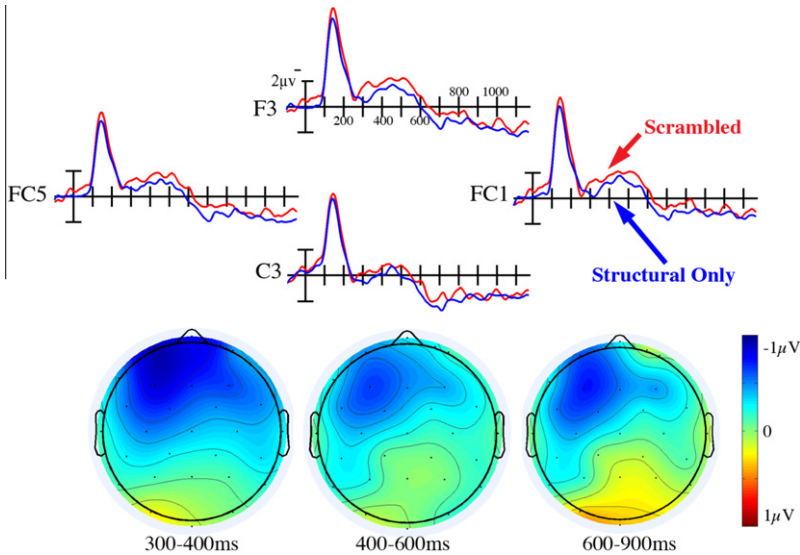 2μv
F3
800 1000
200 400 600
Scrambled
FC5
FC1
Structural Only
C3
-1μV
0
1μV
300-400ms
400-600ms
600-900ms